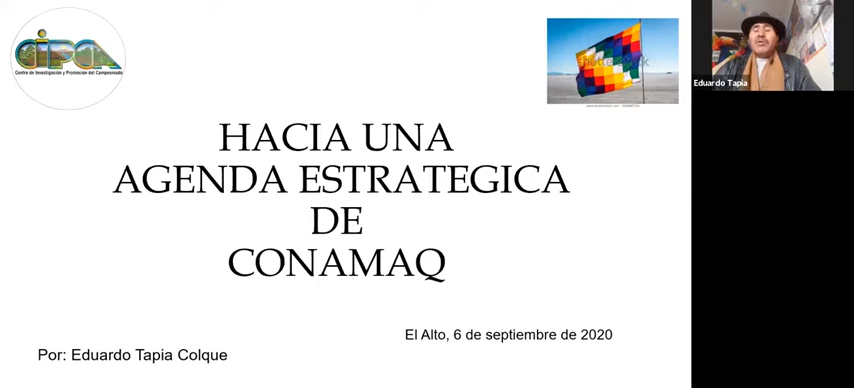 CIPCA
Centro de Investigación y Promoción del Campesinado
shutterstock
Eduardo Tapia
HACIA UNA
AGENDA ESTRATEGICA
DE
CONAMAQ
El Alto, 6 de septiembre de 2020
Por: Eduardo Tapia Colque